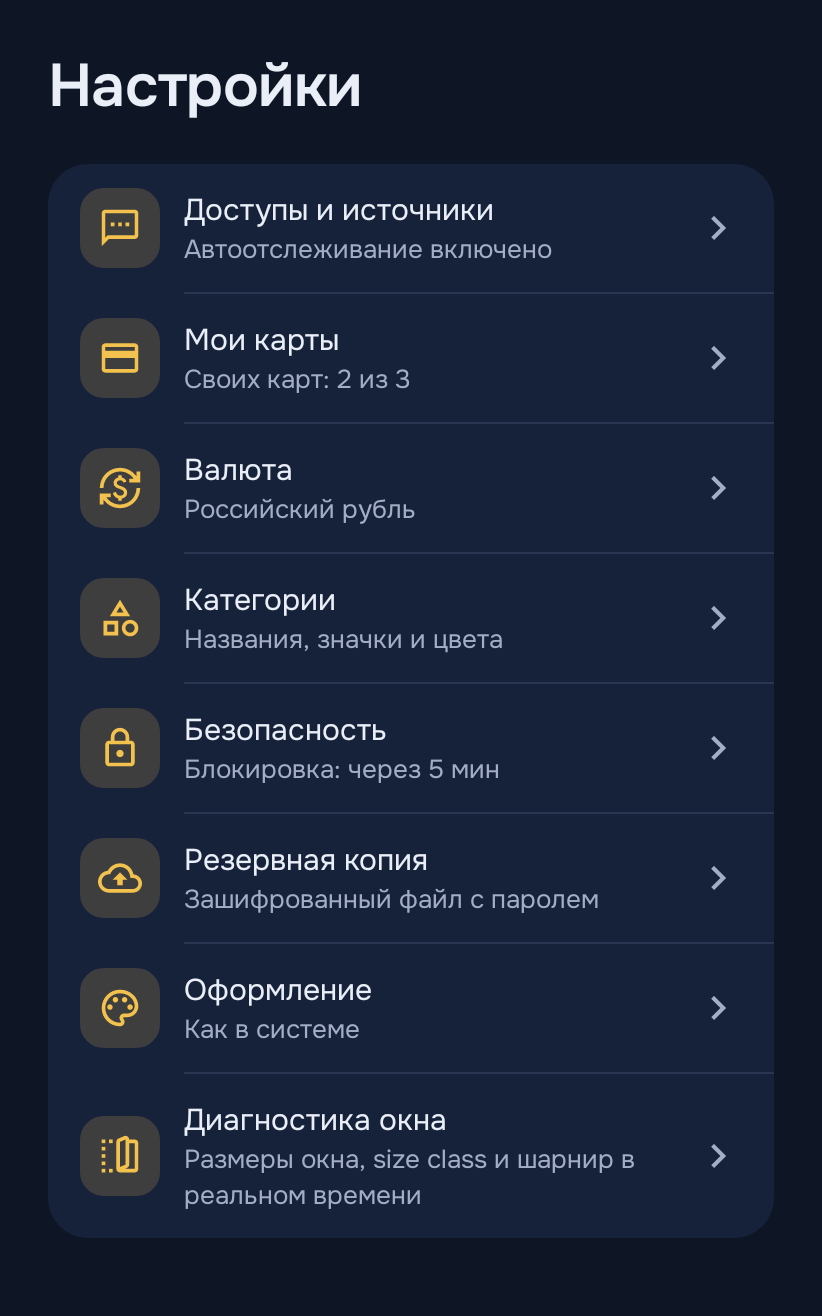 Настройки
Доступы и источники
Автоотслеживание включено
Мои карты
Своих карт: 2 из 3
Валюта
Российский рубль
Категории
Названия, значки и цвета
Безопасность
Блокировка: через 5 мин
Резервная копия
Зашифрованный файл с паролем
Оформление
Как в системе
Диагностика окна
Размеры окна, size class и шарнир в
реальном времени